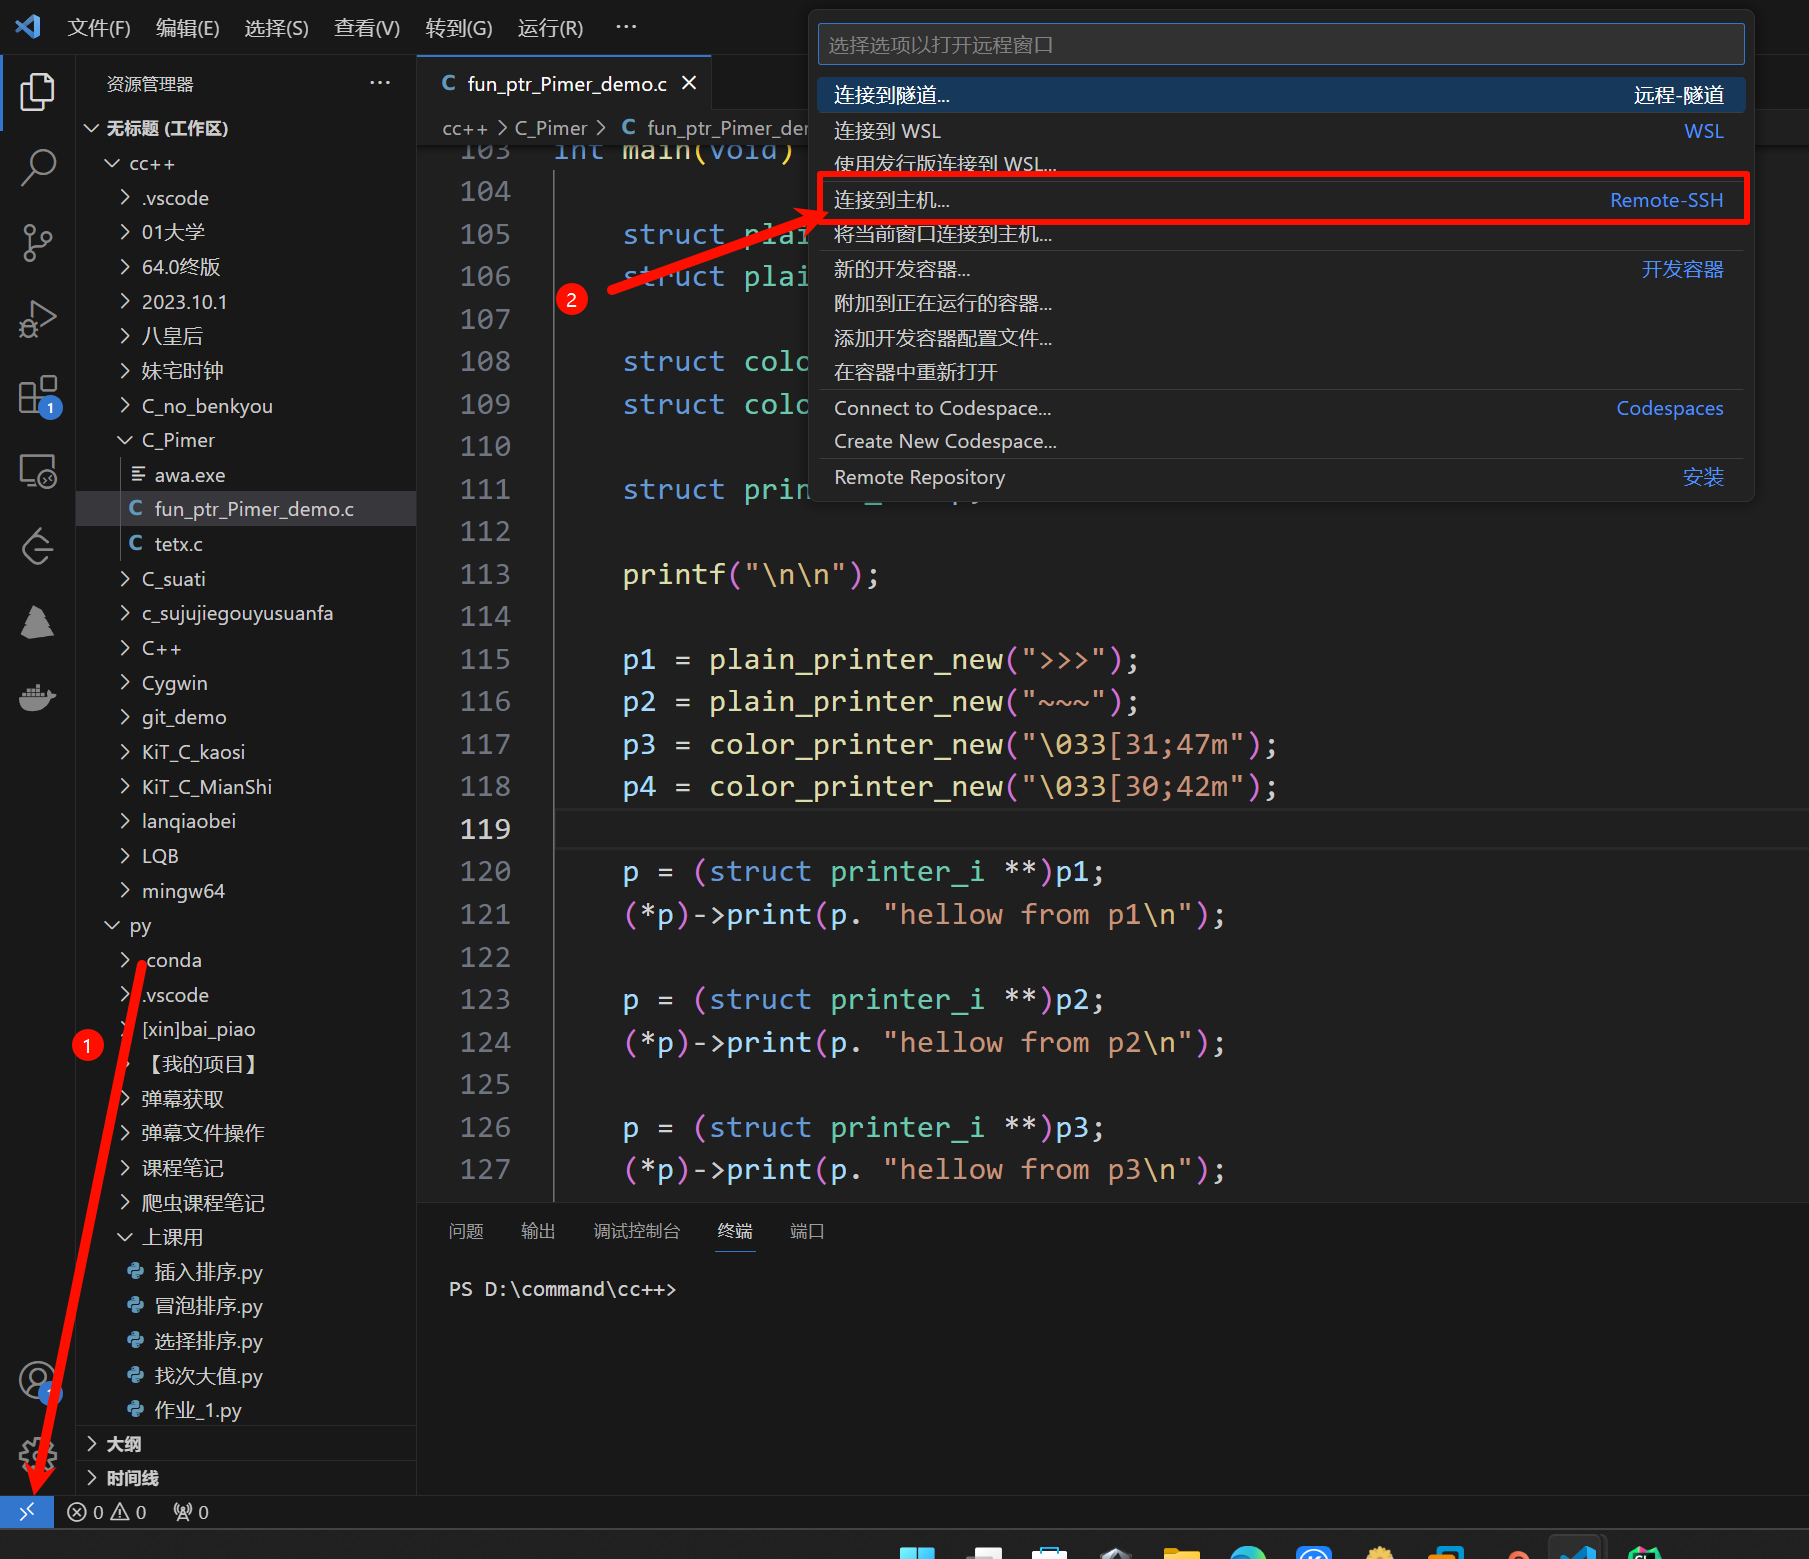 文件(F) 编辑(E) 选择(S) 查看(V) 转到(G) 运行(R) ···
选择选项以打开远程窗口
连接到隧道... 远程-隧道
连接到 WSL WSL
使用发行版连接到 WSL...
连接到主机... Remote-SSH
将当前窗口连接到主机...
新的开发容器... 开发容器
附加到正在运行的容器...
添加开发容器配置文件...
在容器中重新打开
Connect to Codespace... Codespaces
Create New Codespace...
Remote Repository 安装
资源管理器 ···
无标题 (工作区)
cc++
.vscode
01大学
64.0终版
2023.10.1
八皇后
妹宅时钟
C_no_benkyou
C_Pimer
awa.exe
C fun_ptr_Pimer_demo.c
C tetx.c
C_suati
c_sujujiegouyusuanfa
C++
Cygwin
git_demo
KiT_C_kaosi
KiT_C_MianShi
lanqiaobei
LQB
mingw64
py
.conda
.vscode
[xin]bai_piao
【我的项目】
弹幕获取
弹幕文件操作
课程笔记
爬虫课程笔记
上课用
插入排序.py
冒泡排序.py
选择排序.py
找次大值.py
作业_1.py
大纲
时间线
1
1
2
C fun_ptr_Pimer_demo.c
cc++ > C_Pimer > C fun_ptr_Pimer_der
103 int main(void)
104
105 struct plai
106 struct plai
107
108 struct colo
109 struct colo
110
111 struct prin
112
113 printf("\n\n");
114
115 p1 = plain_printer_new(">>>");
116 p2 = plain_printer_new("~~~");
117 p3 = color_printer_new("\033[31;47m");
118 p4 = color_printer_new("\033[30;42m");
119
120 p = (struct printer_i **)p1;
121 (*p)->print(p. "hellow from p1\n");
122
123 p = (struct printer_i **)p2;
124 (*p)->print(p. "hellow from p2\n");
125
126 p = (struct printer_i **)p3;
127 (*p)->print(p. "hellow from p3\n");
问题 输出 调试控制台 终端 端口
PS D:\command\cc++>
0 0 0